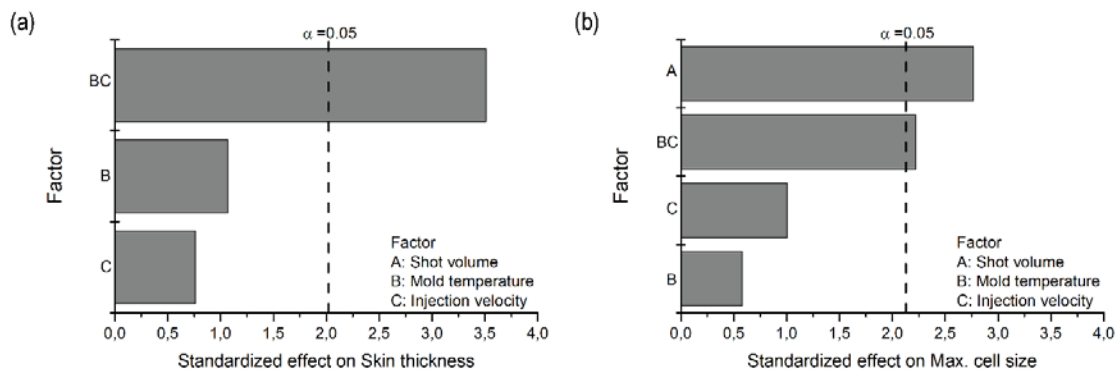 (a)
α =0.05
BC
B
C
Factor
Factor
A: Shot volume
B: Mold temperature
C: Injection velocity
0,0 0,5 1,0 1,5 2,0 2,5 3,0 3,5 4,0
Standardized effect on Skin thickness
(b)
α =0.05
A
BC
C
B
Factor
Factor
A: Shot volume
B: Mold temperature
C: Injection velocity
0,0 0,5 1,0 1,5 2,0 2,5 3,0 3,5 4,0
Standardized effect on Max. cell size